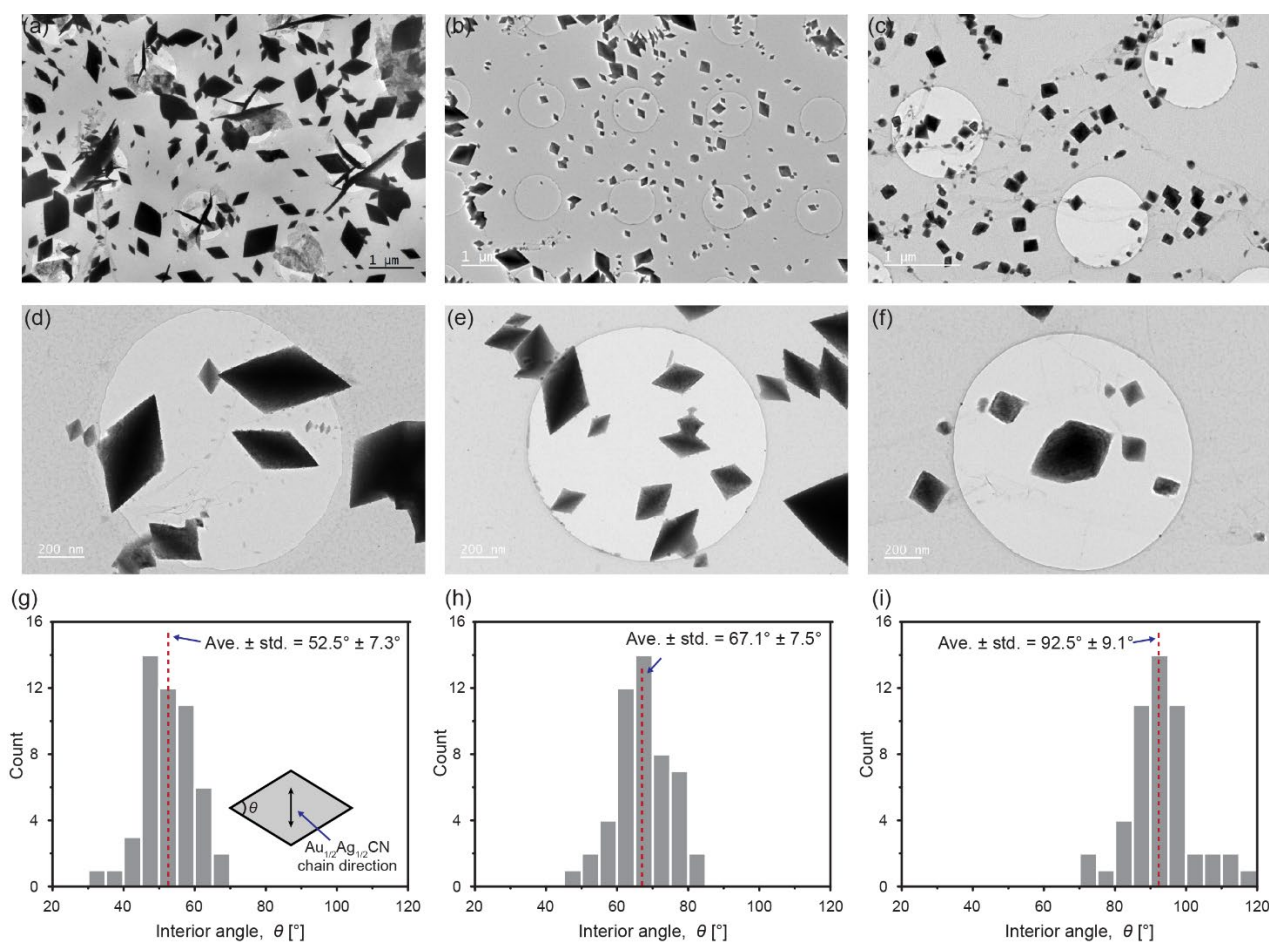 (a)
(b)
(c)
1 μm
1 μm
1 μm
(d)
(e)
(f)
200 nm
200 nm
200 nm
(g)
(h)
(i)
16
12
8
4
0
Count
Ave. ± std. = 52.5° ± 7.3°
θ
Au1/2Ag1/2CN
chain direction
20 40 60 80 100 120
Interior angle, θ [°]
16
12
8
4
0
Count
Ave. ± std. = 67.1° ± 7.5°
20 40 60 80 100 120
Interior angle, θ [°]
16
12
8
4
0
Count
Ave. ± std. = 92.5° ± 9.1°
20 40 60 80 100 120
Interior angle, θ [°]